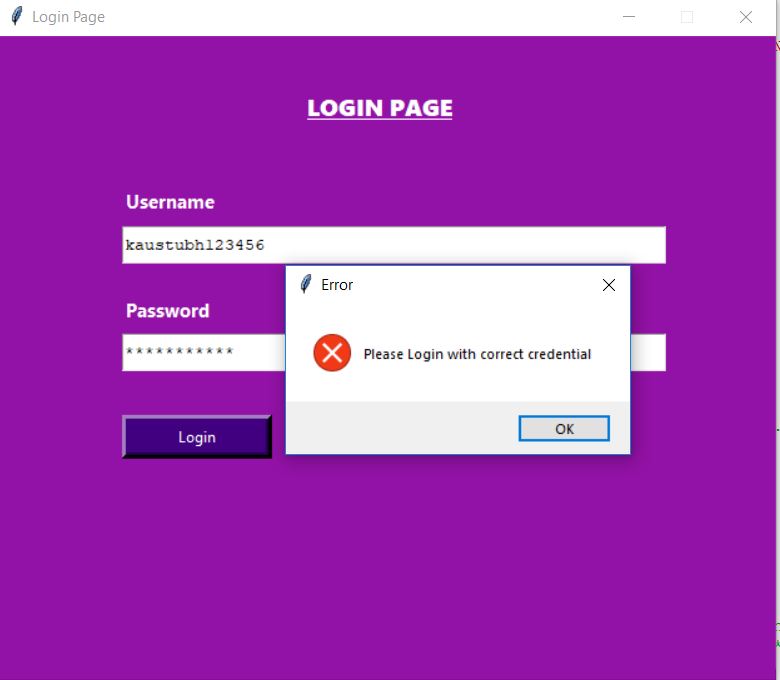 Login Page
LOGIN PAGE
Username
kaustubh123456
Error
Password
Please Login with correct credential
***********
Login
OK